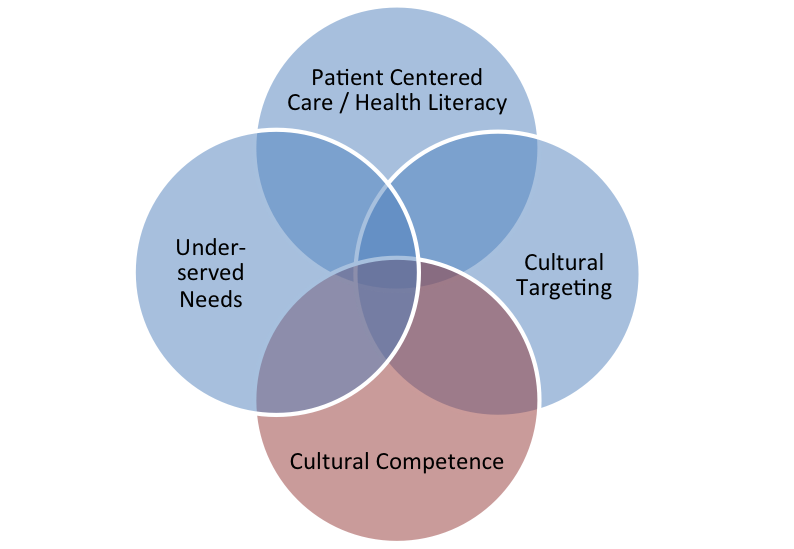 Patient Centered
Care / Health Literacy
Under-
served
Needs
Cultural
Targeting
Cultural Competence